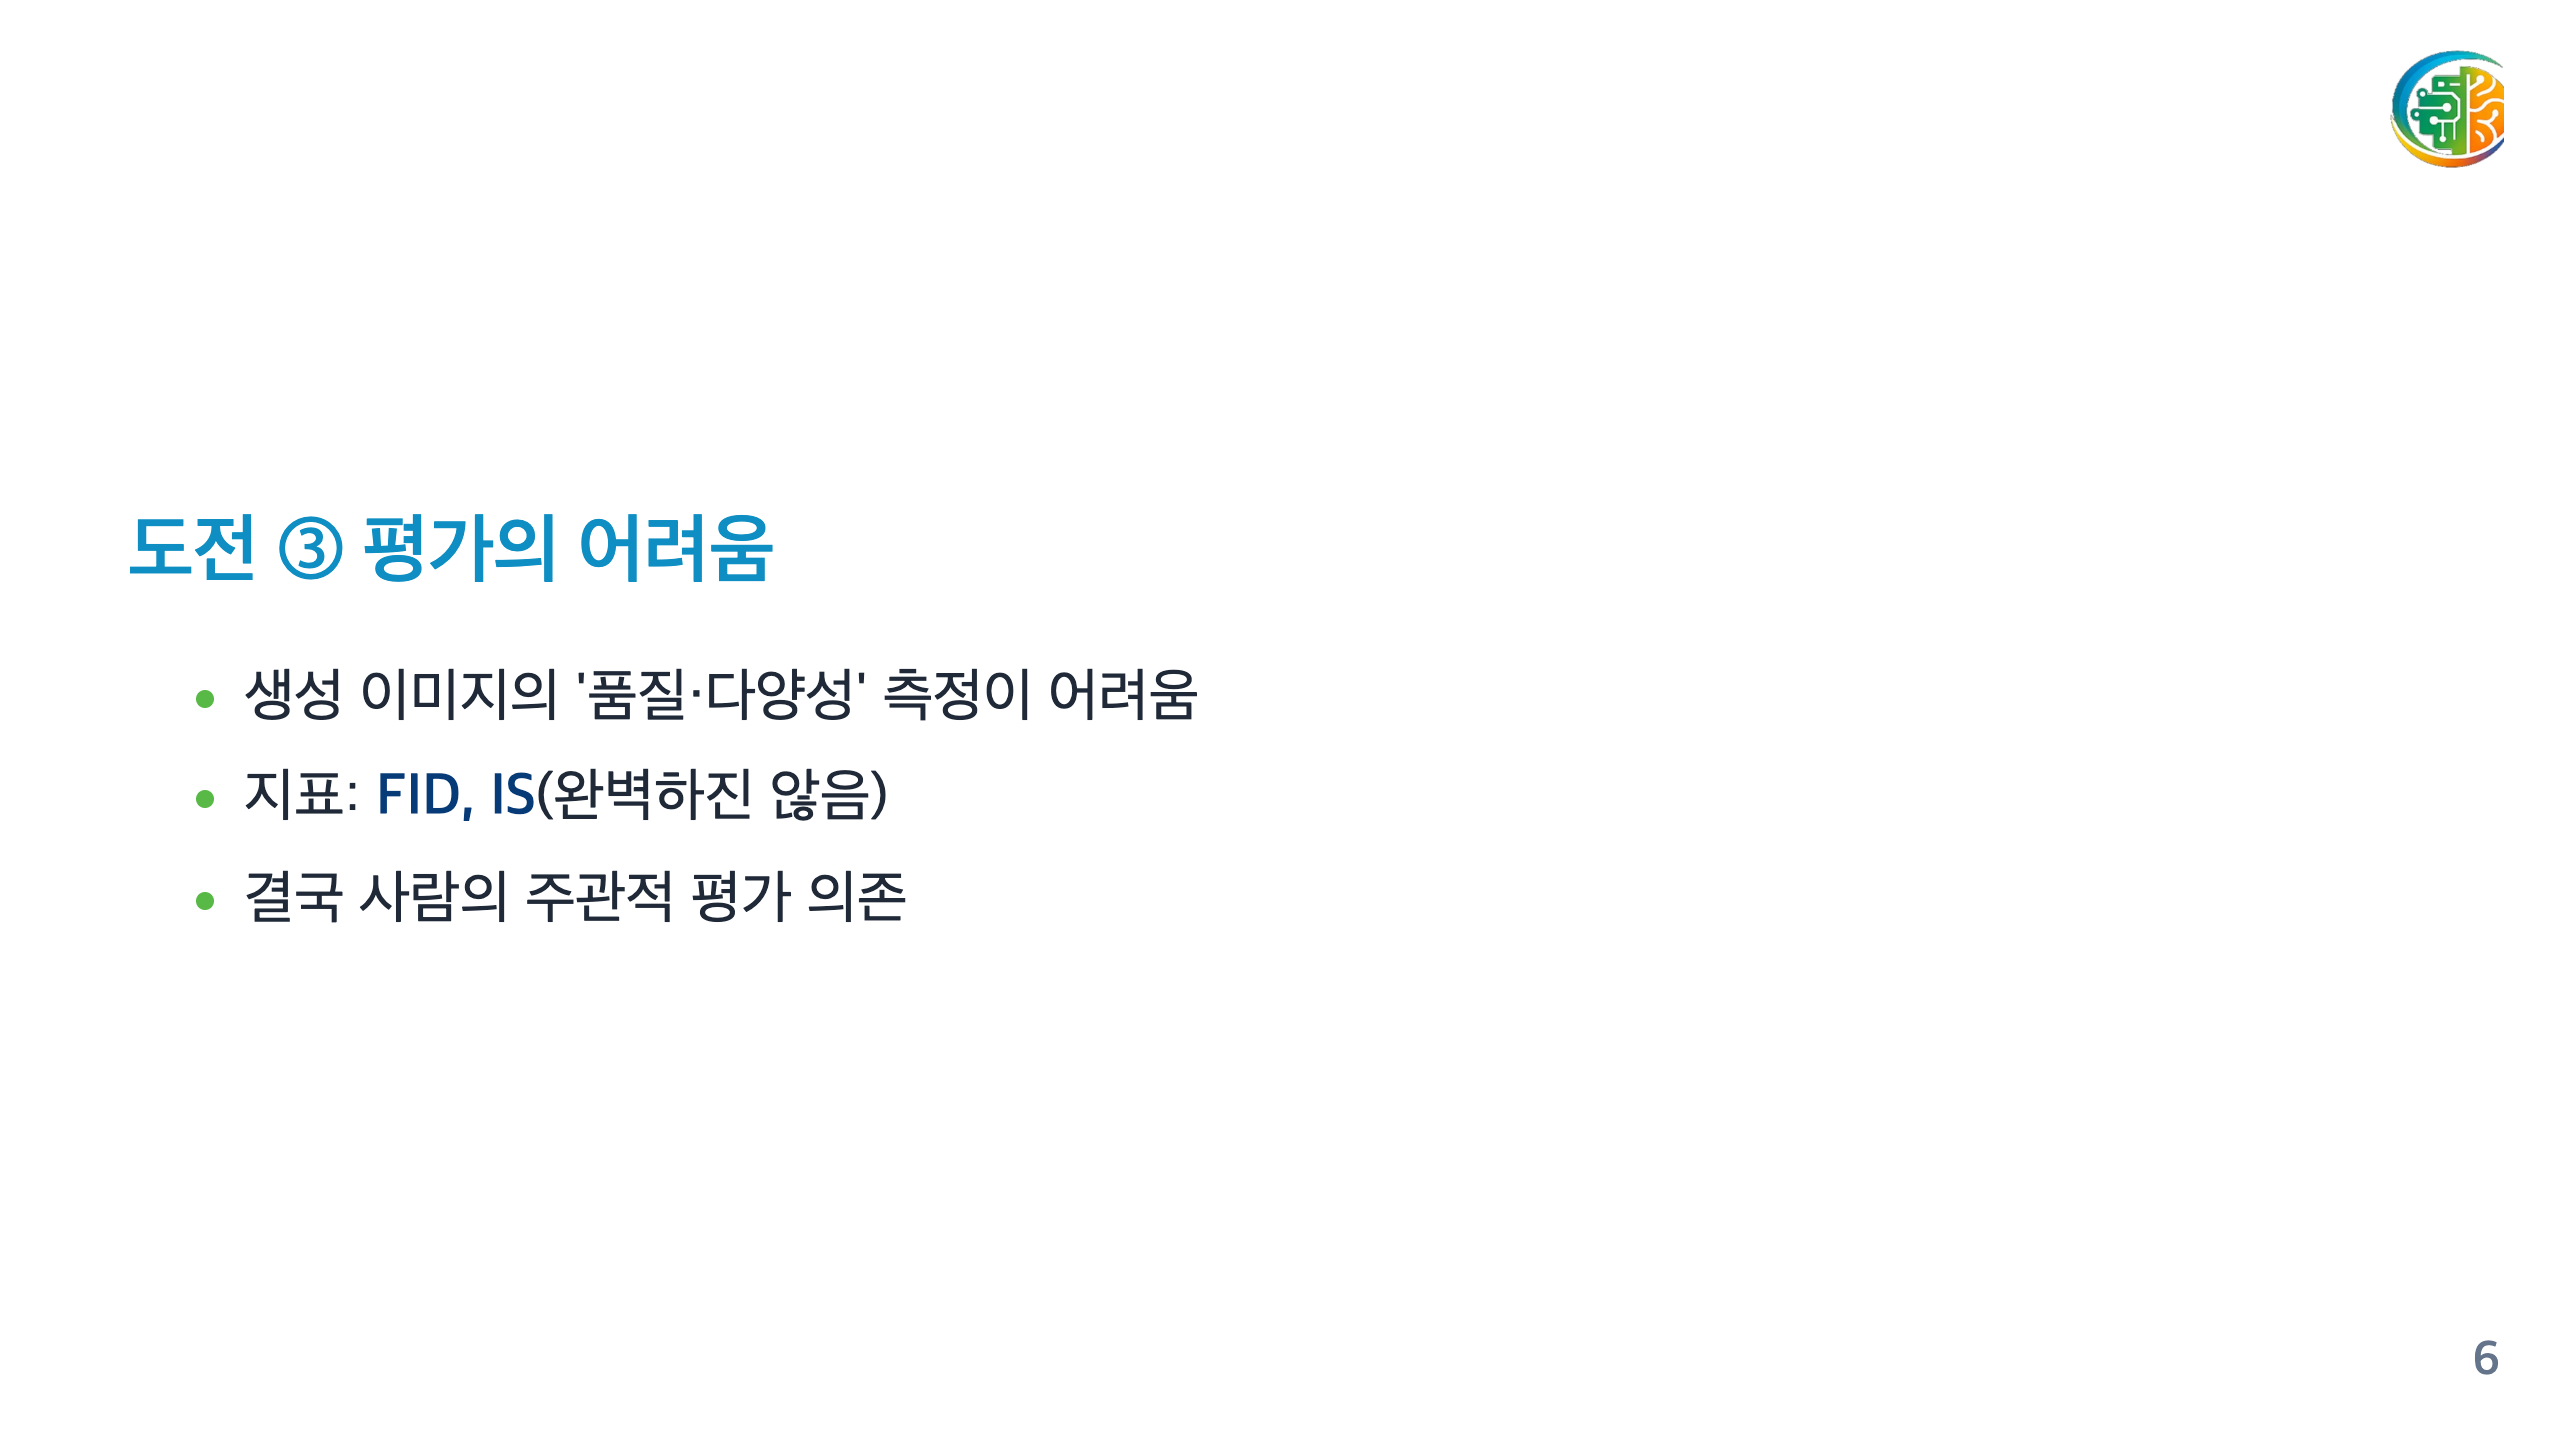 도전 ③ 평가의 어려움
• 생성 이미지의 '품질·다양성' 측정이 어려움
• 지표: FID, IS(완벽하진 않음)
• 결국 사람의 주관적 평가 의존
6